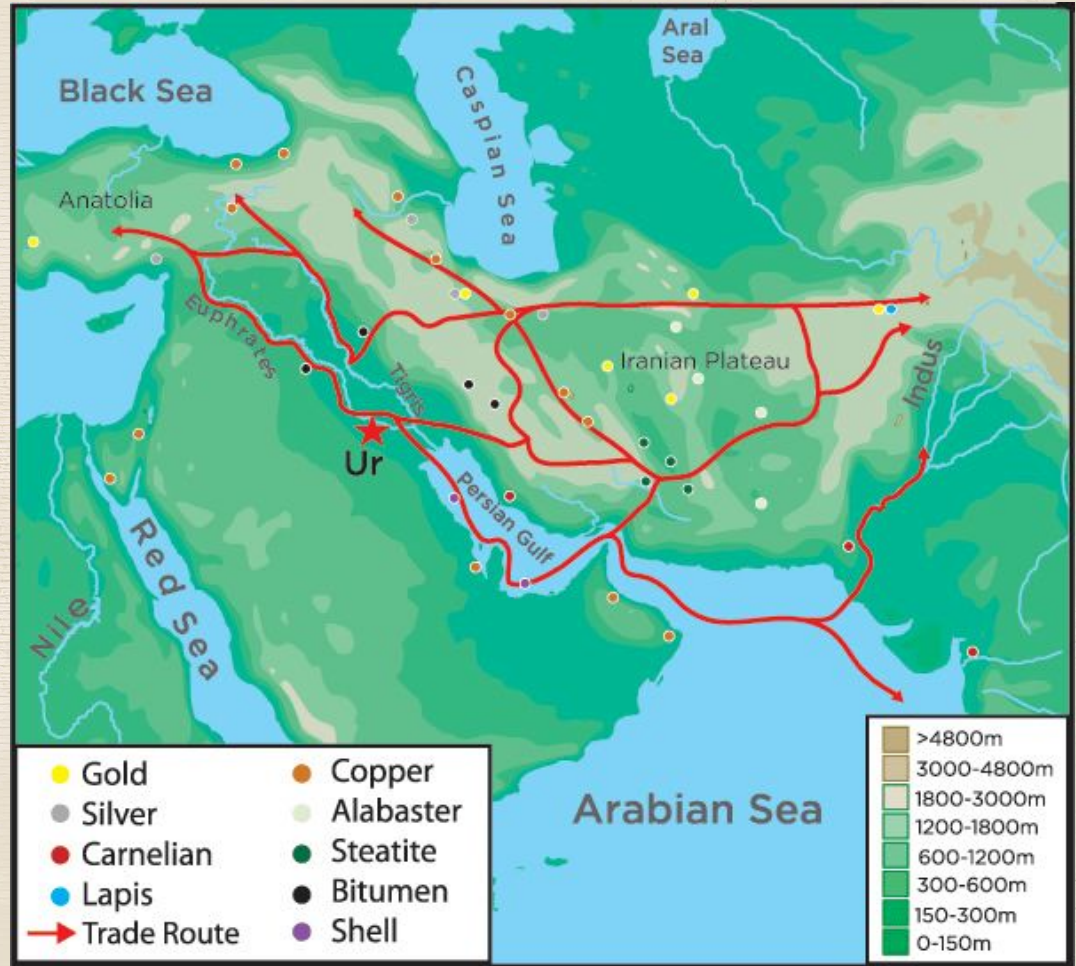 Aral
Sea
Black Sea
Caspian Sea
Anatolia
Euphrates
Tigris
Iranian Plateau
Indus
Ur
Persian Gulf
Red Sea
Nile
Arabian Sea
Gold
Silver
Carnelian
Lapis
Trade Route
Copper
Alabaster
Steatite
Bitumen
Shell
>4800m
3000-4800m
1800-3000m
1200-1800m
600-1200m
300-600m
150-300m
0-150m